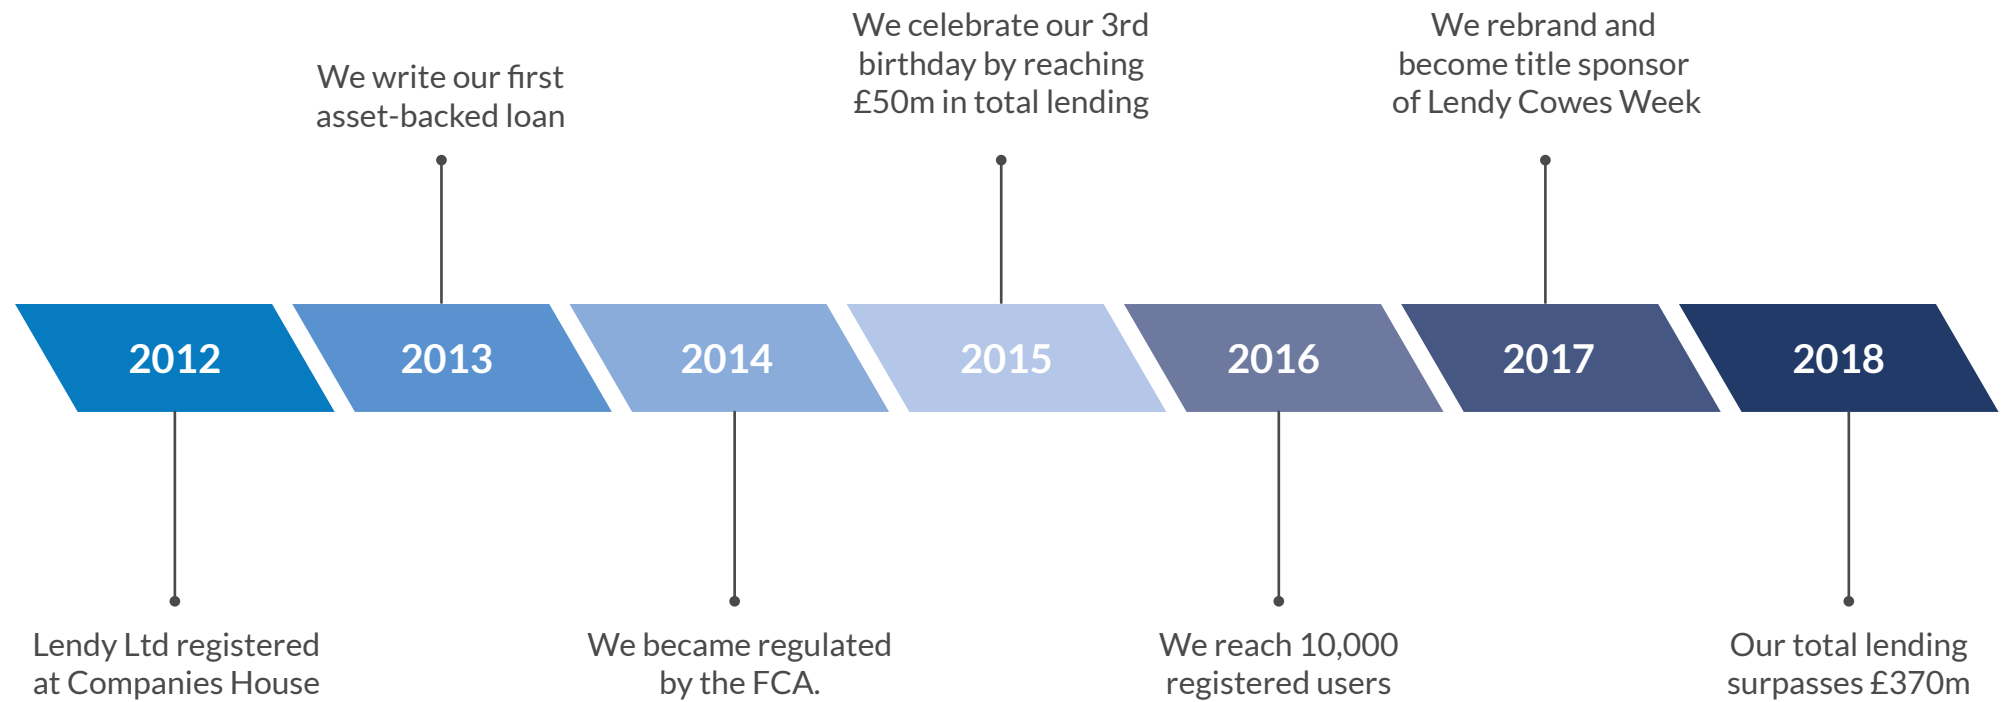 We write our first
asset-backed loan
We celebrate our 3rd
birthday by reaching
£50m in total lending
We rebrand and
become title sponsor
of Lendy Cowes Week
2012
2013
2014
2015
2016
2017
2018
Lendy Ltd registered
at Companies House
We became regulated
by the FCA.
We reach 10,000
registered users
Our total lending
surpasses £370m